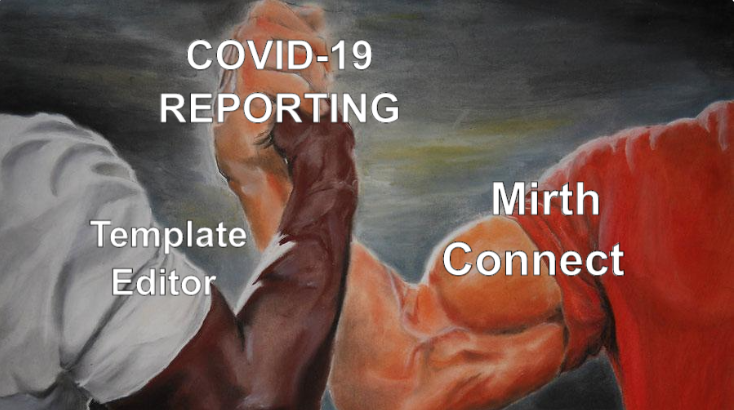 COVID-19
REPORTING
Template
Editor
Mirth
Connect